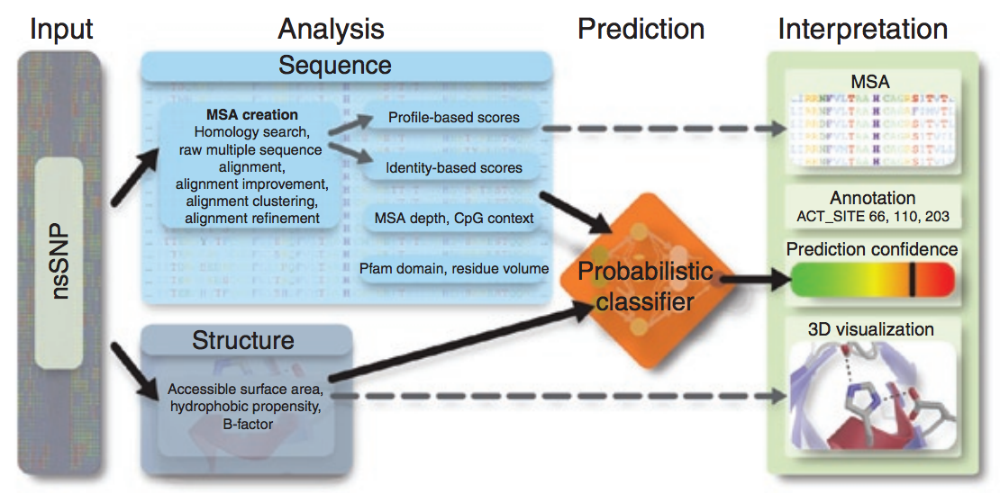 Input
Analysis
Prediction
Interpretation
nsSNP
Sequence
MSA creation
Homology search,
raw multiple sequence
alignment,
alignment improvement,
alignment clustering,
alignment refinement
Profile-based scores
Identity-based scores
MSA depth, CpG context
Pfam domain, residue volume
Structure
Accessible surface area,
hydrophobic propensity,
B-factor
Probabilistic
classifier
MSA
Annotation
ACT_SITE 66, 110, 203
Prediction confidence
3D visualization